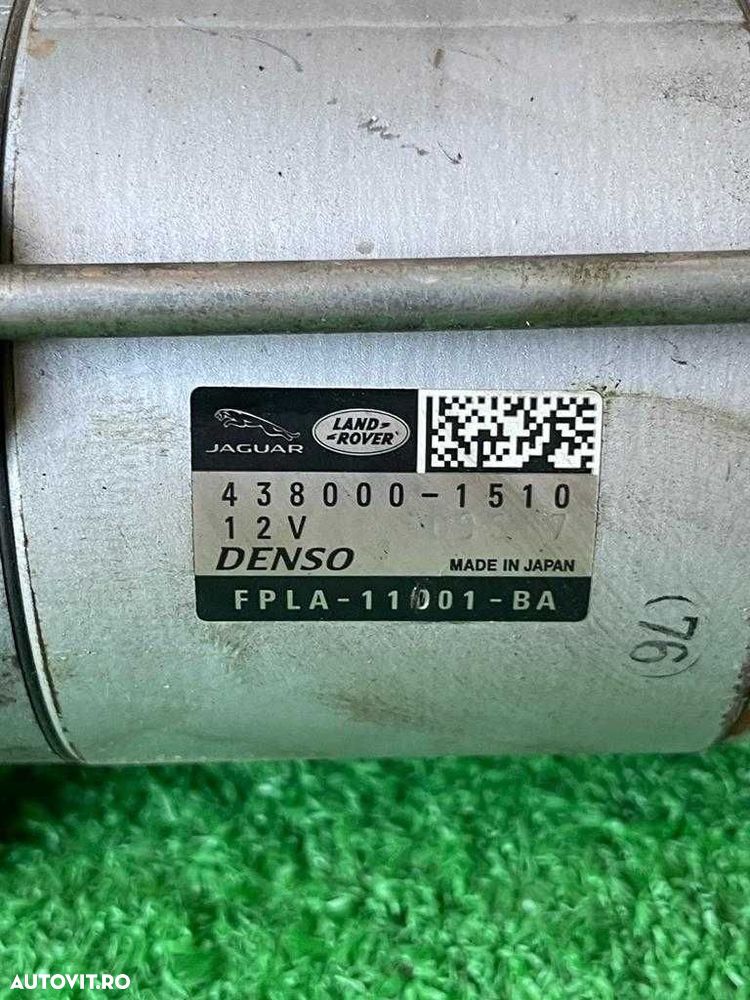 JAGUAR
LAND-
-ROVER
438000-1510
12V
DENSO
MADE IN JAPAN
FPLA-11001-BA
(76)
AUTOVIT.RO